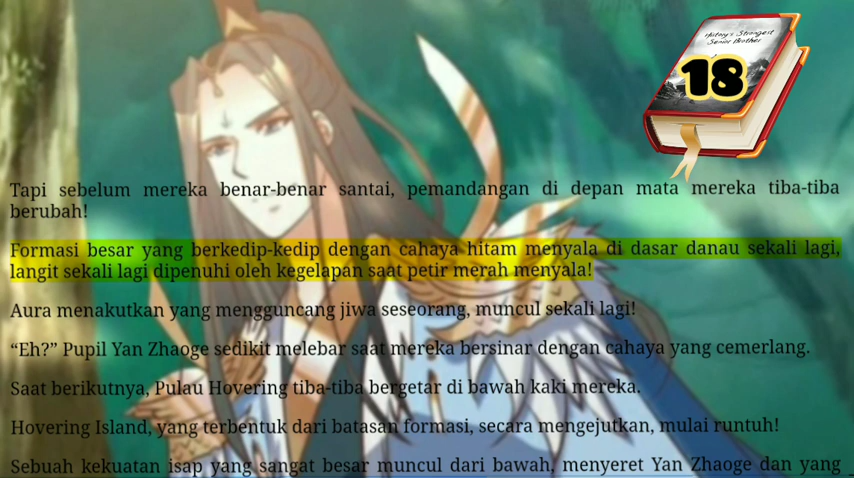 History's Strongest
Senior Brother
18
Tapi sebelum mereka benar-benar santai, pemandangan di depan mata mereka tiba-tiba
berubah!
Formasi besar yang berkedip-kedip dengan cahaya hitam menyala di dasar danau sekali lagi,
langit sekali lagi dipenuhi oleh kegelapan saat petir merah menyala!
Aura menakutkan yang mengguncang jiwa seseorang, muncul sekali lagi!
“Eh?” Pupil Yan Zhaoge sedikit melebar saat mereka bersinar dengan cahaya yang cemerlang.
Saat berikutnya, Pulau Hovering tiba-tiba bergetar di bawah kaki mereka.
Hovering Island, yang terbentuk dari batasan formasi, secara mengejutkan, mulai runtuh!
Sebuah kekuatan isap yang sangat besar muncul dari bawah, menyeret Yan Zhaoge dan yang